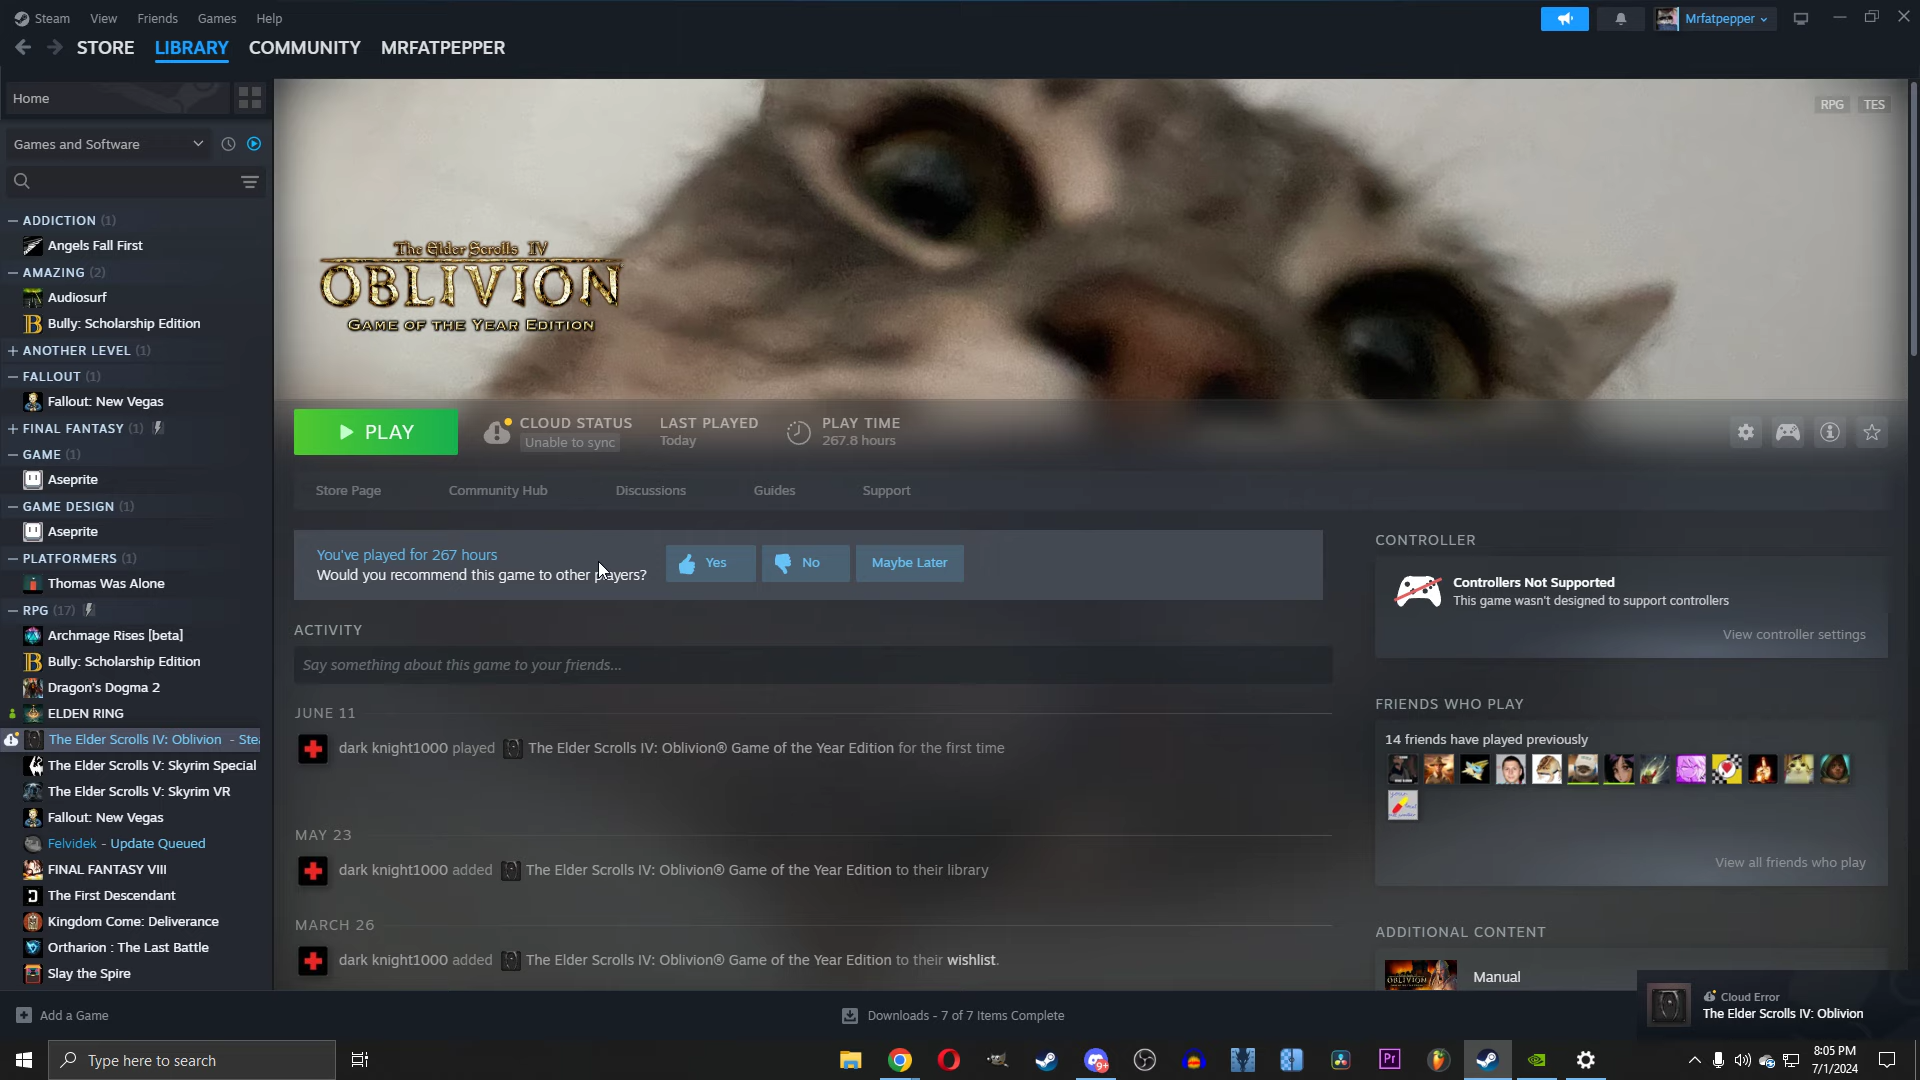 Steam View Friends Games Help
Mrfatpepper
STORE LIBRARY COMMUNITY MRFATPEPPER
Home
Games and Software
RPG TES
— ADDICTION (1)
Angels Fall First
— AMAZING (2)
Audiosurf
Bully: Scholarship Edition
+ ANOTHER LEVEL (1)
— FALLOUT (1)
Fallout: New Vegas
+ FINAL FANTASY (1)
— GAME (1)
Aseprite
— GAME DESIGN (1)
Aseprite
— PLATFORMERS (1)
Thomas Was Alone
— RPG (17)
Archmage Rises [beta]
Bully: Scholarship Edition
Dragon's Dogma 2
ELDEN RING
The Elder Scrolls IV: Oblivion - Stea
The Elder Scrolls V: Skyrim Special
The Elder Scrolls V: Skyrim VR
Fallout: New Vegas
Felvidek - Update Queued
FINAL FANTASY VIII
The First Descendant
Kingdom Come: Deliverance
Ortharion : The Last Battle
Slay the Spire
The Elder Scrolls IV
OBLIVION
GAME OF THE YEAR EDITION
PLAY
CLOUD STATUS
Unable to sync
LAST PLAYED
Today
PLAY TIME
267.8 hours
Store Page Community Hub Discussions Guides Support
You've played for 267 hours
Would you recommend this game to other players?
Yes No Maybe Later
ACTIVITY
Say something about this game to your friends...
JUNE 11
dark knight1000 played The Elder Scrolls IV: Oblivion® Game of the Year Edition for the first time
MAY 23
dark knight1000 added The Elder Scrolls IV: Oblivion® Game of the Year Edition to their library
MARCH 26
dark knight1000 added The Elder Scrolls IV: Oblivion® Game of the Year Edition to their wishlist.
CONTROLLER
Controllers Not Supported
This game wasn't designed to support controllers
View controller settings
FRIENDS WHO PLAY
14 friends have played previously
View all friends who play
ADDITIONAL CONTENT
OBLIVION
Manual
Cloud Error
The Elder Scrolls IV: Oblivion
Add a Game
Downloads - 7 of 7 Items Complete
Type here to search
9+
Pr
8:05 PM
7/1/2024